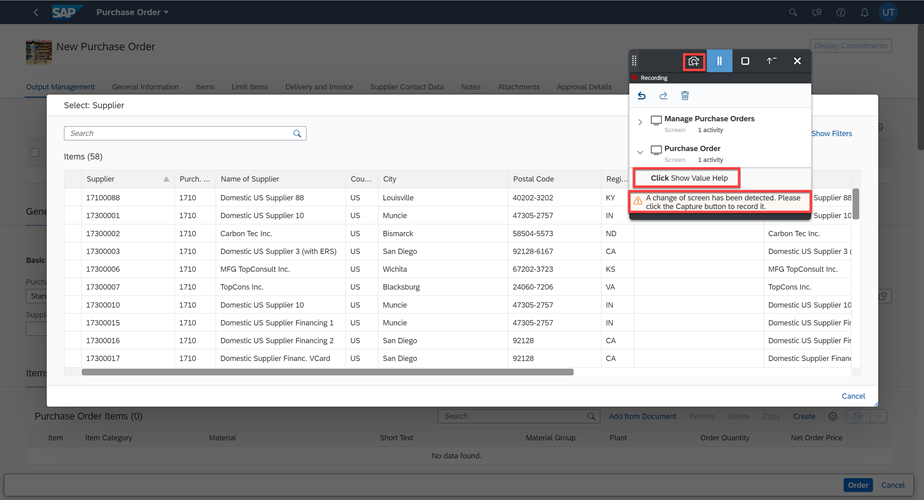 SAP Purchase Order
UT
New Purchase Order
Display Commitments
Output Management General Information Items Limit Items Delivery and Invoice Supplier Contact Data Notes Attachments Approval Details
Recording
Select: Supplier
Search
Show Filters
Items (58)
Manage Purchase Orders
Screen 1 activity
Purchase Order
Screen 1 activity
Click Show Value Help
A change of screen has been detected. Please
click the Capture button to record it.
Supplier Purch. ... Name of Supplier Cou... City Postal Code Regi...
17100088 1710 Domestic US Supplier 88 US Louisville 40202-3202 KY Supplier 88
17300001 1710 Domestic US Supplier 10 US Muncie 47305-2757 IN Supplier 10
17300002 1710 Carbon Tec Inc. US Bismarck 58504-5573 ND Carbon Tec Inc.
17300003 1710 Domestic US Supplier 3 (with ERS) US San Diego 92128-6167 CA Domestic US Supplier 3 (
17300006 1710 MFG TopConsult Inc. US Wichita 67202-3723 KS MFG TopConsult Inc.
17300007 1710 TopCons Inc. US Blacksburg 24060-7206 VA TopCons Inc.
17300010 1710 Domestic US Supplier 10 US Muncie 47305-2757 IN Domestic US Supplier 10
17300015 1710 Domestic US Supplier Financing 1 US Muncie 47305-2757 IN Domestic US Supplier
17300016 1710 Domestic US Supplier Financing 2 US San Diego 92128 CA Domestic US Supplier
17300017 1710 Domestic Supplier Financ. VCard US San Diego 92128 CA Domestic Supplier
Cancel
Gene
Basic
Purcha
Stan
Supplie
Items
Purchase Order Items (0)
Search
Add from Document Restore Delete Copy Create
Item Item Category Material Short Text Material Group Plant Order Quantity Net Order Price
No data found.
Order Cancel